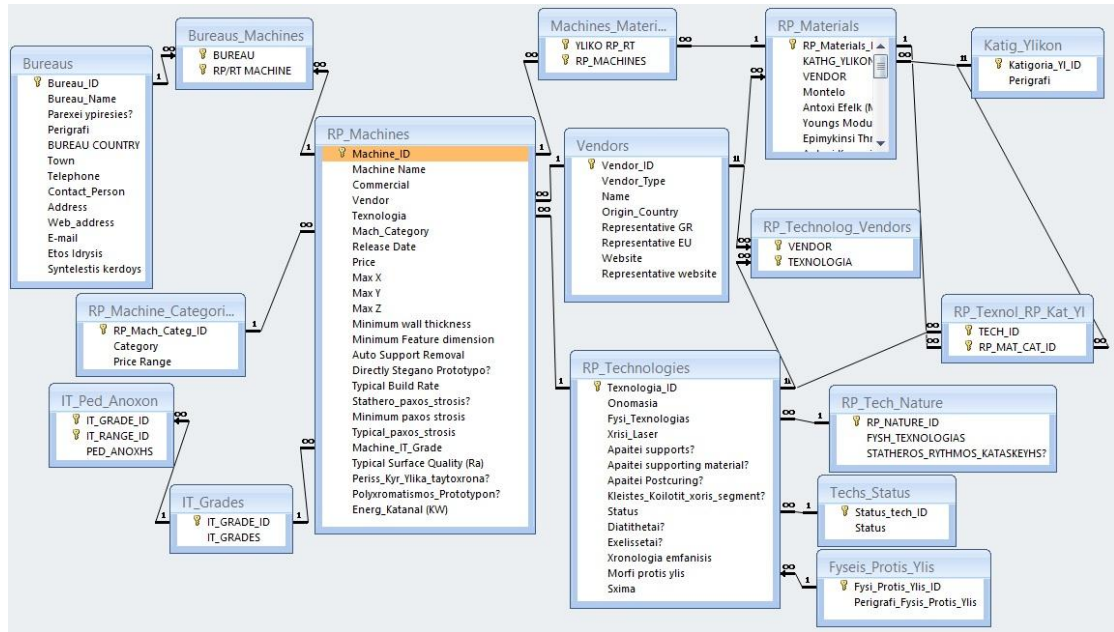 Bureaus
Bureau_ID
Bureau_Name
Parexei ypiresies?
Perigrafi
BUREAU COUNTRY
Town
Telephone
Contact_Person
Address
Web_address
E-mail
Etos Idrysis
Syntelestis kerdoys
Bureaus_Machines
BUREAU
RP/RT MACHINE
RP_Machine_Categori...
RP_Mach_Categ_ID
Category
Price Range
IT_Ped_Anoxon
IT_GRADE_ID
IT_RANGE_ID
PED_ANOXHS
IT_Grades
IT_GRADE_ID
IT_GRADES
RP_Machines
Machine_ID
Machine Name
Commercial
Vendor
Texnologia
Mach_Category
Release Date
Price
Max X
Max Y
Max Z
Minimum wall thickness
Minimum Feature dimension
Auto Support Removal
Directly Stegano Prototypo?
Typical Build Rate
Stathero_paxos_strosis?
Minimum paxos strosis
Typical_paxos_strosis
Machine_IT_Grade
Typical Surface Quality (Ra)
Periss_Kyr_Ylika_taytoxrona?
Polyxromatismos_Prototypon?
Energ_Katanal (KW)
Machines_Materi...
YLIKO RP_RT
RP_MACHINES
Vendors
Vendor_ID
Vendor_Type
Name
Origin_Country
Representative GR
Representative EU
Website
Representative website
RP_Technologies
Texnologia_ID
Onomasia
Fysi_Texnologias
Xrisi_Laser
Apaitei supports?
Apaitei supporting material?
Apaitei Postcuring?
Kleistes_Koilotit_xoris_segment?
Status
Diatithetai?
Exelissetai?
Xronologia emfanisis
Morfi protis ylis
Sxima
RP_Materials
RP_Materials_I
KATHG_YLIKON
VENDOR
Montelo
Antoxi Efelk (M
Youngs Modu
Epimykinsi Thr
RP_Technolog_Vendors
VENDOR
TEXNOLOGIA
Katig_Ylikon
Katigoria_Yl_ID
Perigrafi
RP_Texnol_RP_Kat_Yl
TECH_ID
RP_MAT_CAT_ID
RP_Tech_Nature
RP_NATURE_ID
FYSH_TEXNOLOGIAS
STATHEROS_RYTHMOS_KATASKEYHS?
Techs_Status
Status_tech_ID
Status
Fyseis_Protis_Ylis
Fysi_Protis_Ylis_ID
Perigrafi_Fysis_Protis_Ylis